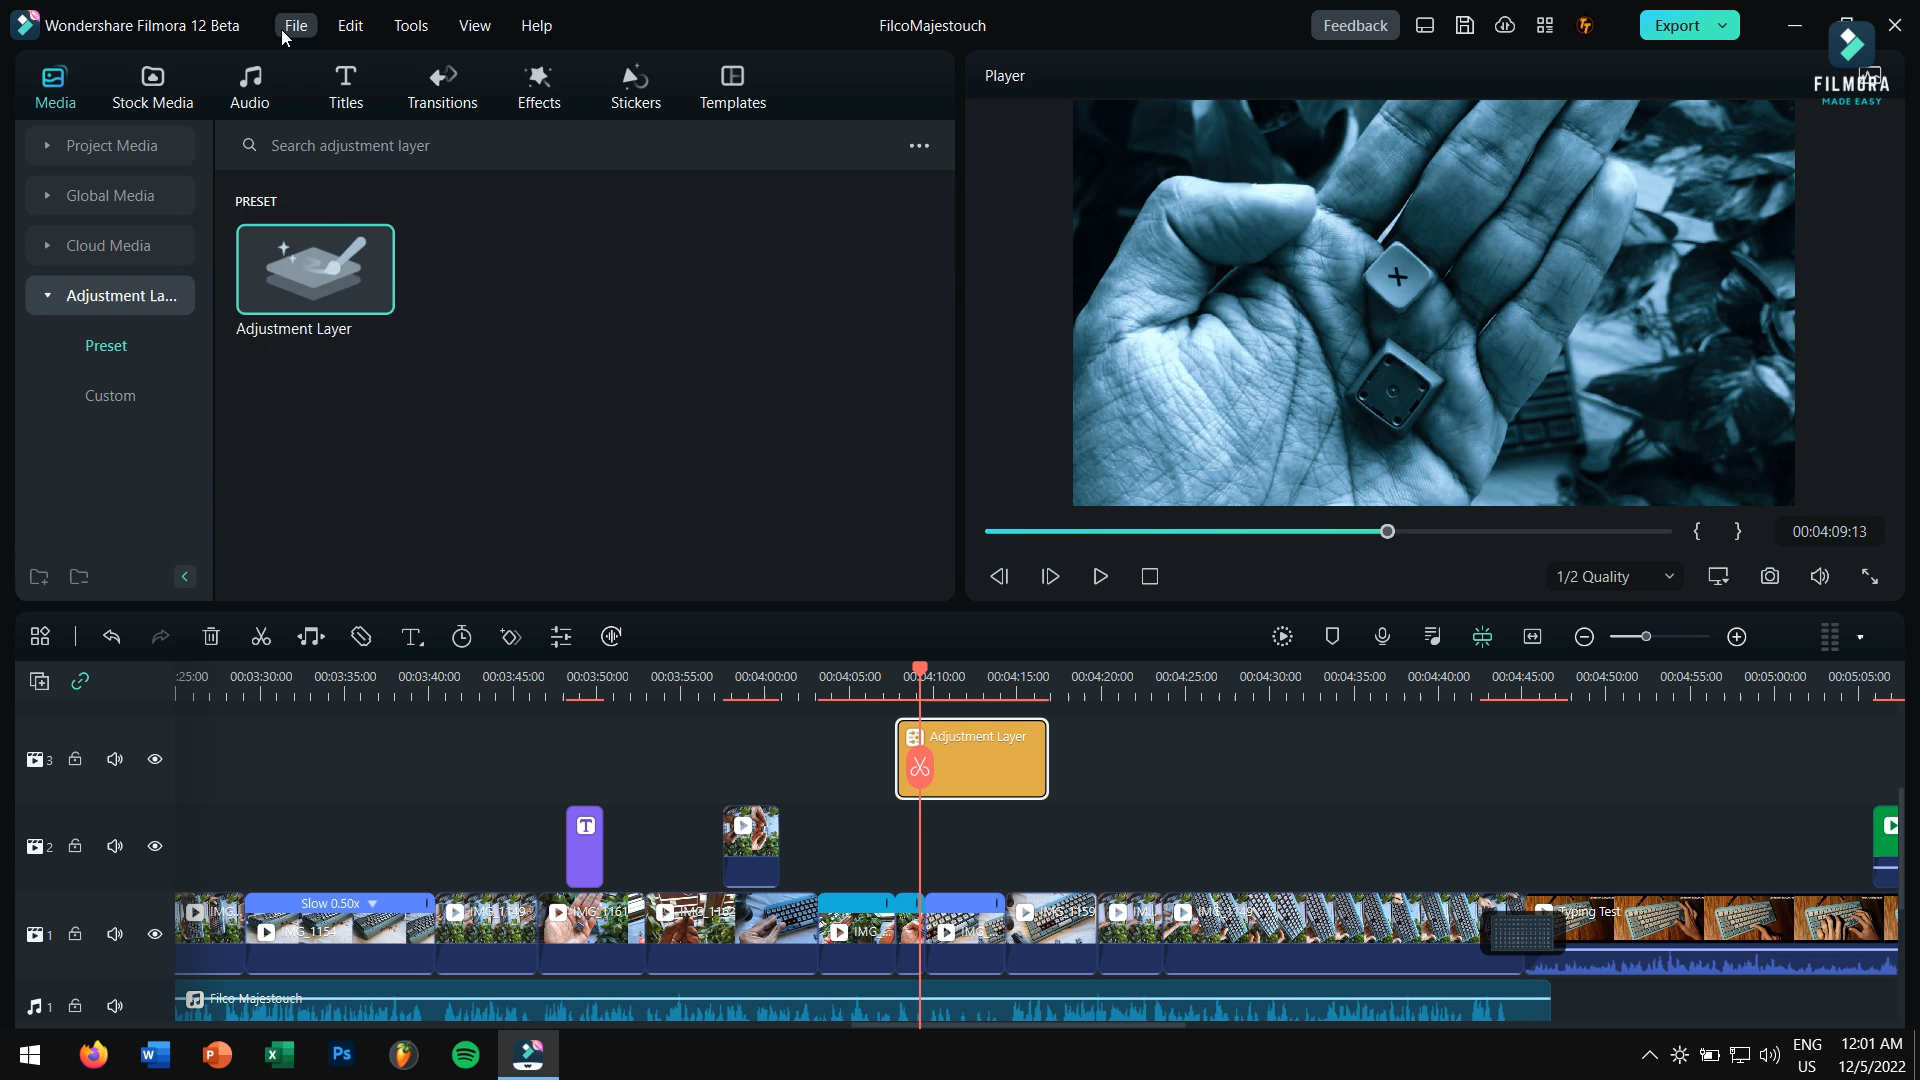 Wondershare Filmora 12 Beta
File
Edit
Tools
View
Help
FilcoMajestouch
Feedback
Export
Media
Stock Media
Audio
Titles
Transitions
Effects
Stickers
Templates
Player
FILMORA
MADE EASY
Project Media
Global Media
Cloud Media
Adjustment La...
Preset
Custom
Search adjustment layer
PRESET
Adjustment Layer
00:04:09:13
1/2 Quality
:25:00
00:03:30:00
00:03:35:00
00:03:40:00
00:03:45:00
00:03:50:00
00:03:55:00
00:04:00:00
00:04:05:00
00:04:10:00
00:04:15:00
00:04:20:00
00:04:25:00
00:04:30:00
00:04:35:00
00:04:40:00
00:04:45:00
00:04:50:00
00:04:55:00
00:05:00:00
00:05:05:00
3
Adjustment Layer
2
T
1
IMG...
Slow 0.50x
IMG_1154
IMG_1149
IMG_1161
IMG_1162
IMG...
IMG...
IMG_1159
IM...
Typing Test
1
Filco Majestouch
ENG
US
12:01 AM
12/5/2022